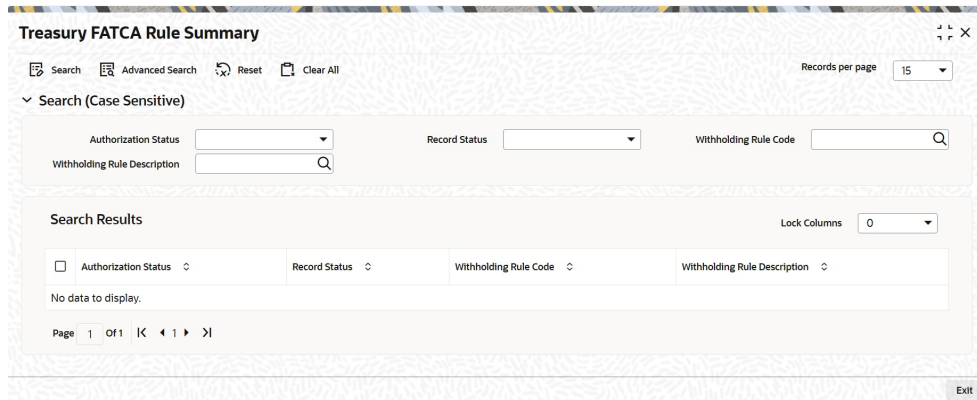 Treasury FATCA Rule Summary
Search Advanced Search Reset Clear All Records per page 15
Search (Case Sensitive)
Authorization Status Record Status Withholding Rule Code
Withholding Rule Description
Search Results Lock Columns 0
Authorization Status Record Status Withholding Rule Code Withholding Rule Description
No data to display.
Page 1 Of 1 1
Exit